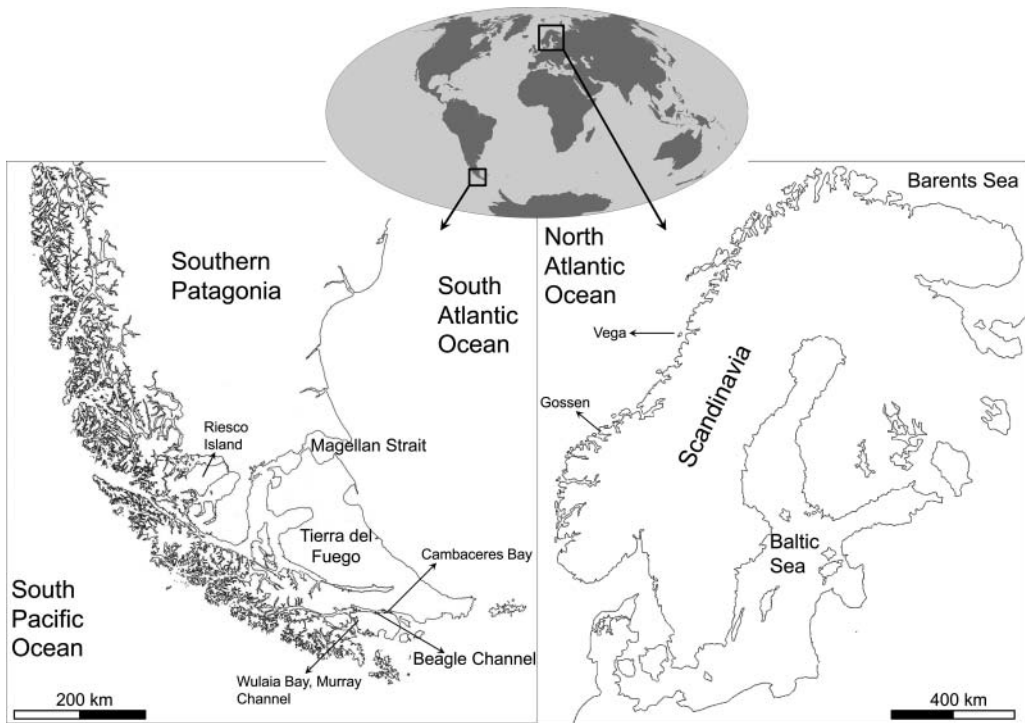 Southern
Patagonia
South
Atlantic
Ocean
Riesco
Island
Magellan Strait
Tierra del
Fuego
Cambaceres Bay
South
Pacific
Ocean
Beagle Channel
Wulaia Bay, Murray
Channel
200 km
Barents Sea
North
Atlantic
Ocean
Vega
Scandinavia
Gossen
Baltic
Sea
400 km